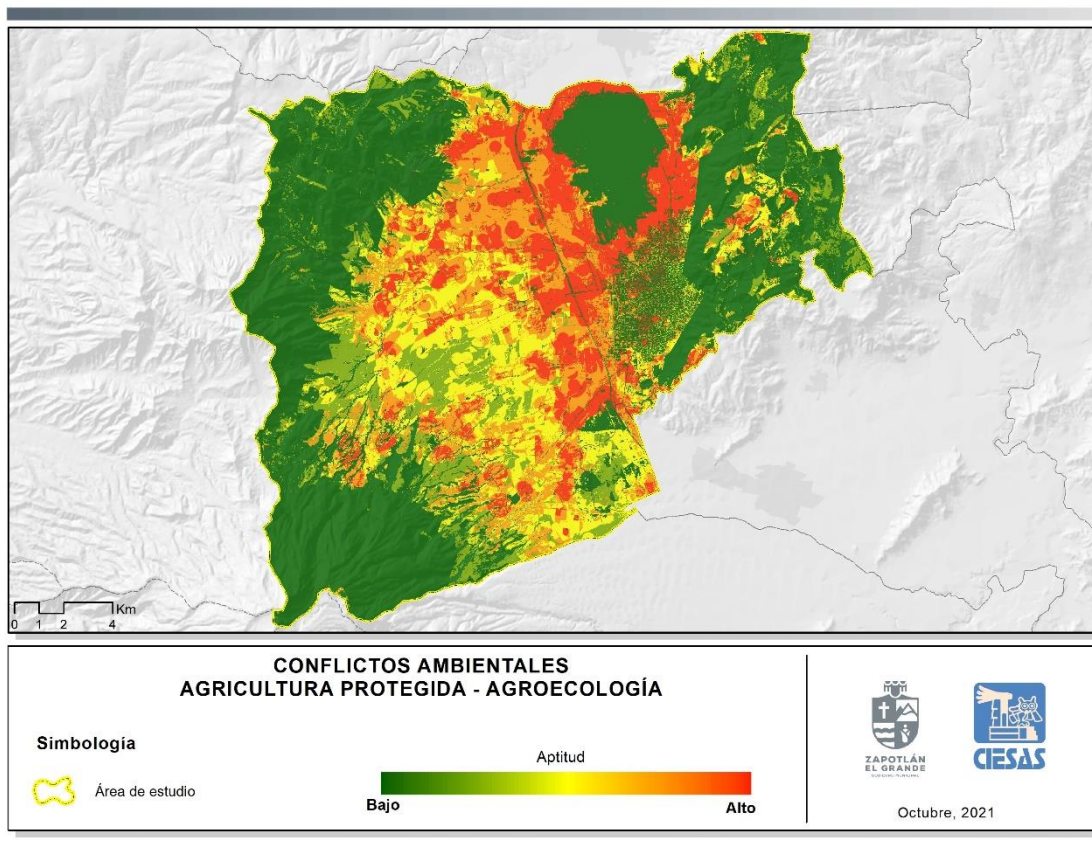 Km
0 1 2 4
CONFLICTOS AMBIENTALES
AGRICULTURA PROTEGIDA - AGROECOLOGÍA
Simbología
Área de estudio
Aptitud
Bajo
Alto
ZAPOTLÁN
EL GRANDE
CIESAS
Octubre, 2021